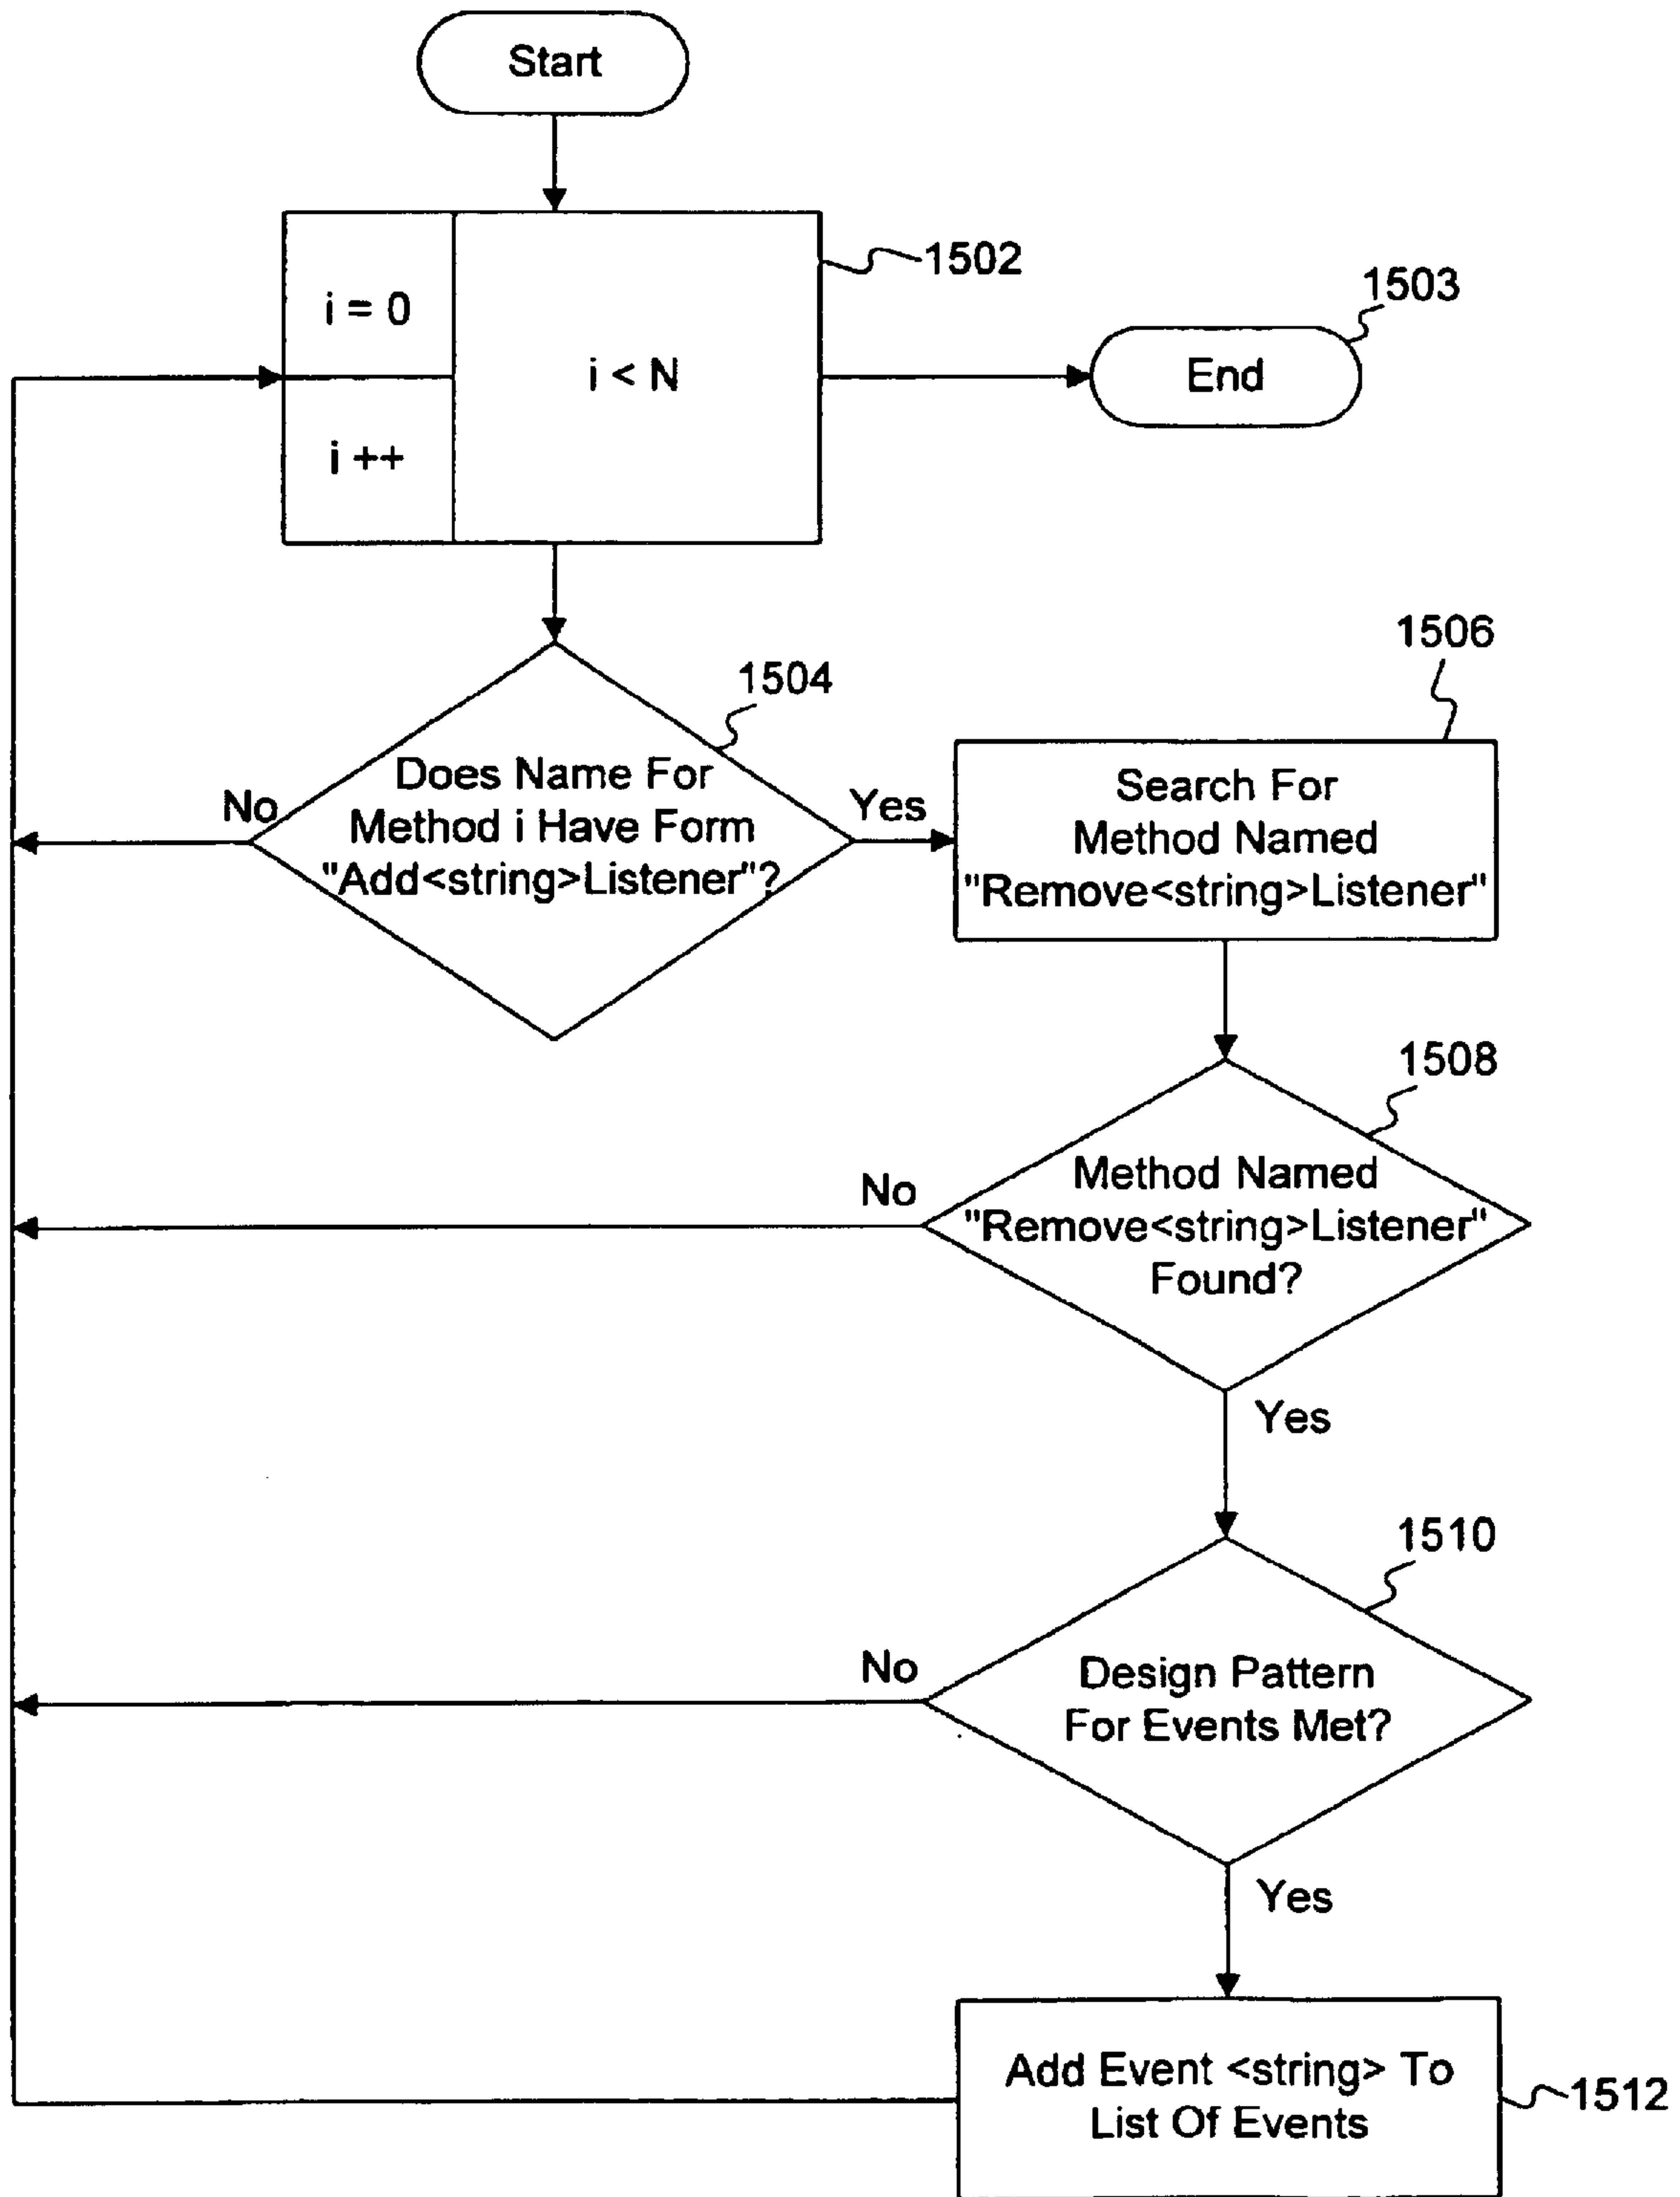 Start
1502
i = 0
i < N
i ++
1503
End
1504
Does Name For
Method i Have Form
"Add<string>Listener"?
No
Yes
1506
Search For
Method Named
"Remove<string>Listener"
1508
Method Named
"Remove<string>Listener"
Found?
No
Yes
1510
Design Pattern
For Events Met?
No
Yes
Add Event <string> To
List Of Events
1512